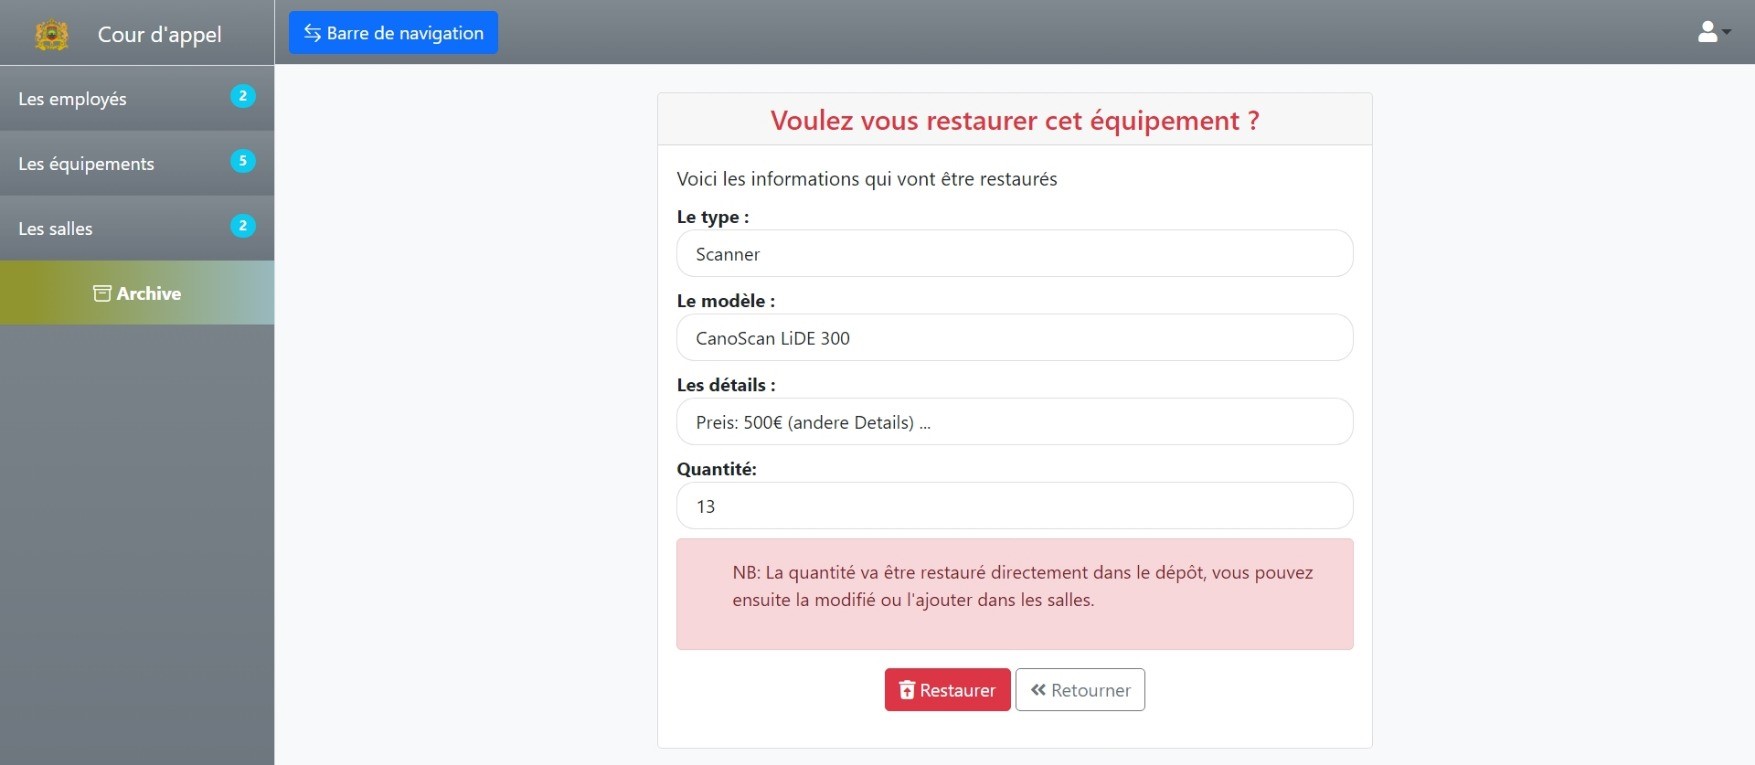 Cour d'appel
Barre de navigation
Les employés 2
Les équipements 5
Les salles 2
Archive
Voulez vous restaurer cet équipement ?
Voici les informations qui vont être restaurés
Le type :
Scanner
Le modèle :
CanoScan LiDE 300
Les détails :
Preis: 500€ (andere Details) ...
Quantité:
13
NB: La quantité va être restauré directement dans le dépôt, vous pouvez
ensuite la modifié ou l'ajouter dans les salles.
Restaurer
Retourner